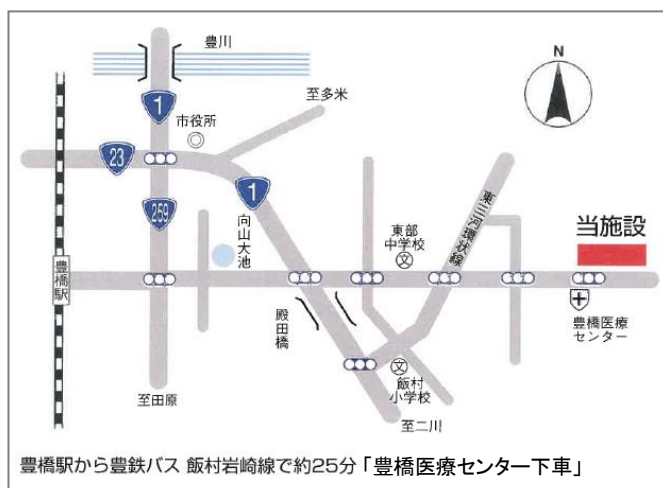 豊川
N
1
至多米
市役所
23
1
259
東三河環状線
向山大池
東部
中学校
文
当施設
豊橋駅
殿田橋
豊橋医療
センター
文
飯村
小学校
至田原
至二川
豊橋駅から豊鉄バス 飯村岩崎線で約25分「豊橋医療センター下車」